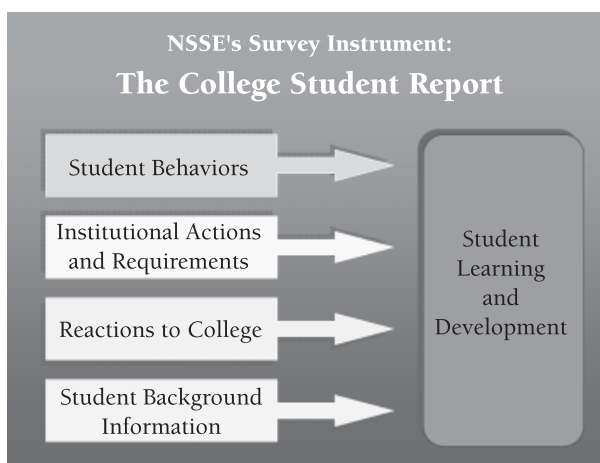 NSSE's Survey Instrument:
The College Student Report
Student Behaviors
Institutional Actions
and Requirements
Reactions to College
Student Background
Information
Student
Learning
and
Development